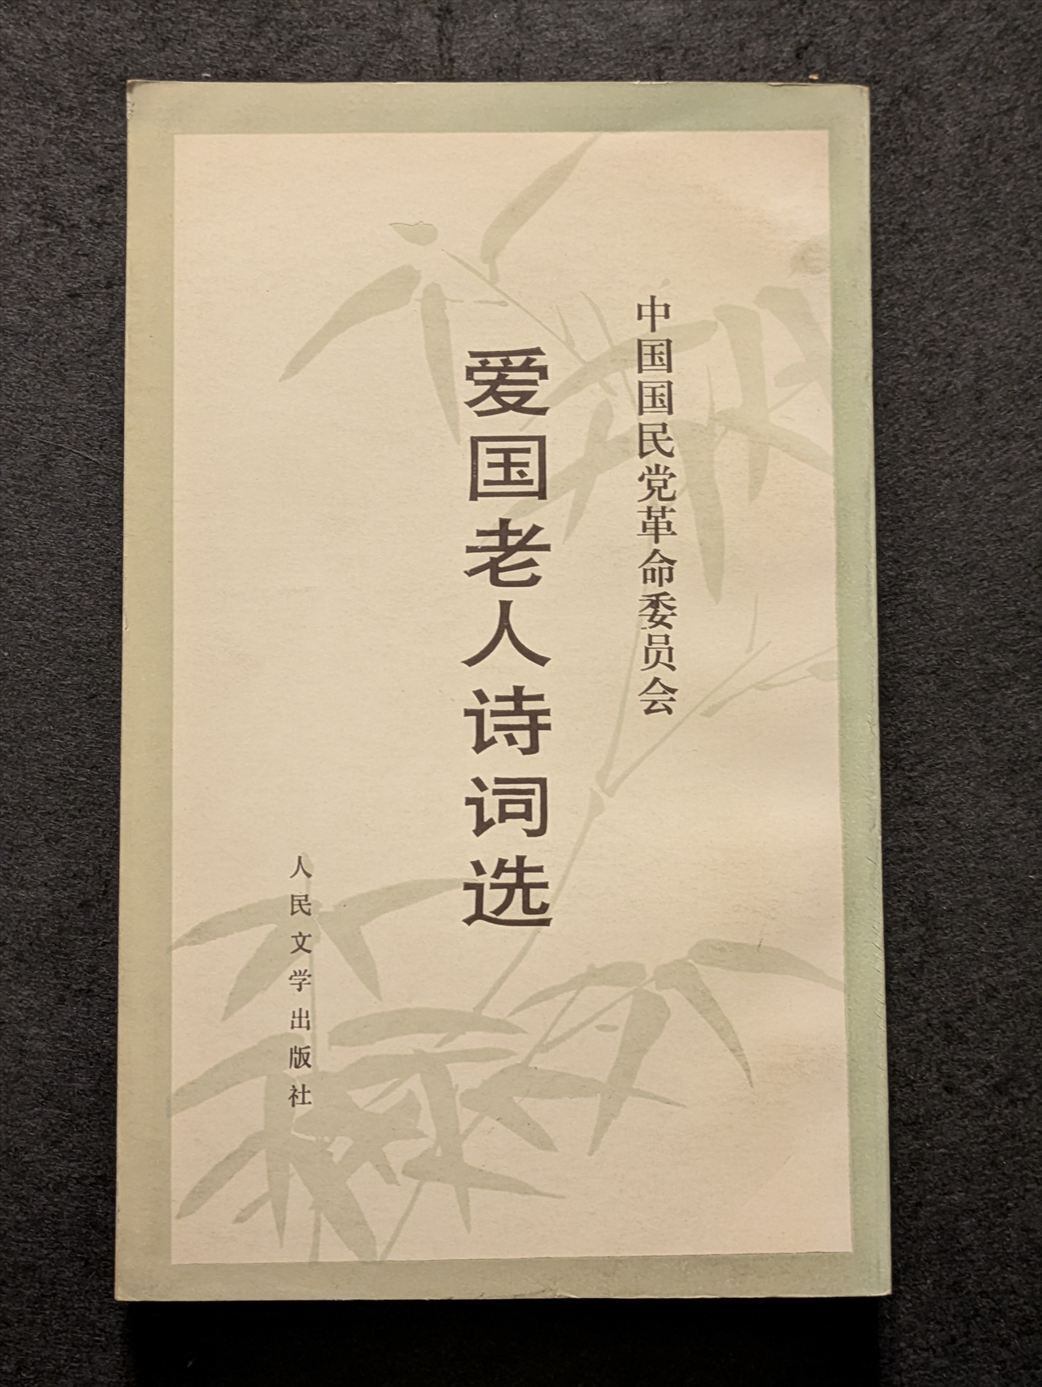 中国国民党革命委员会
爱国老人诗词选
人民文学出版社